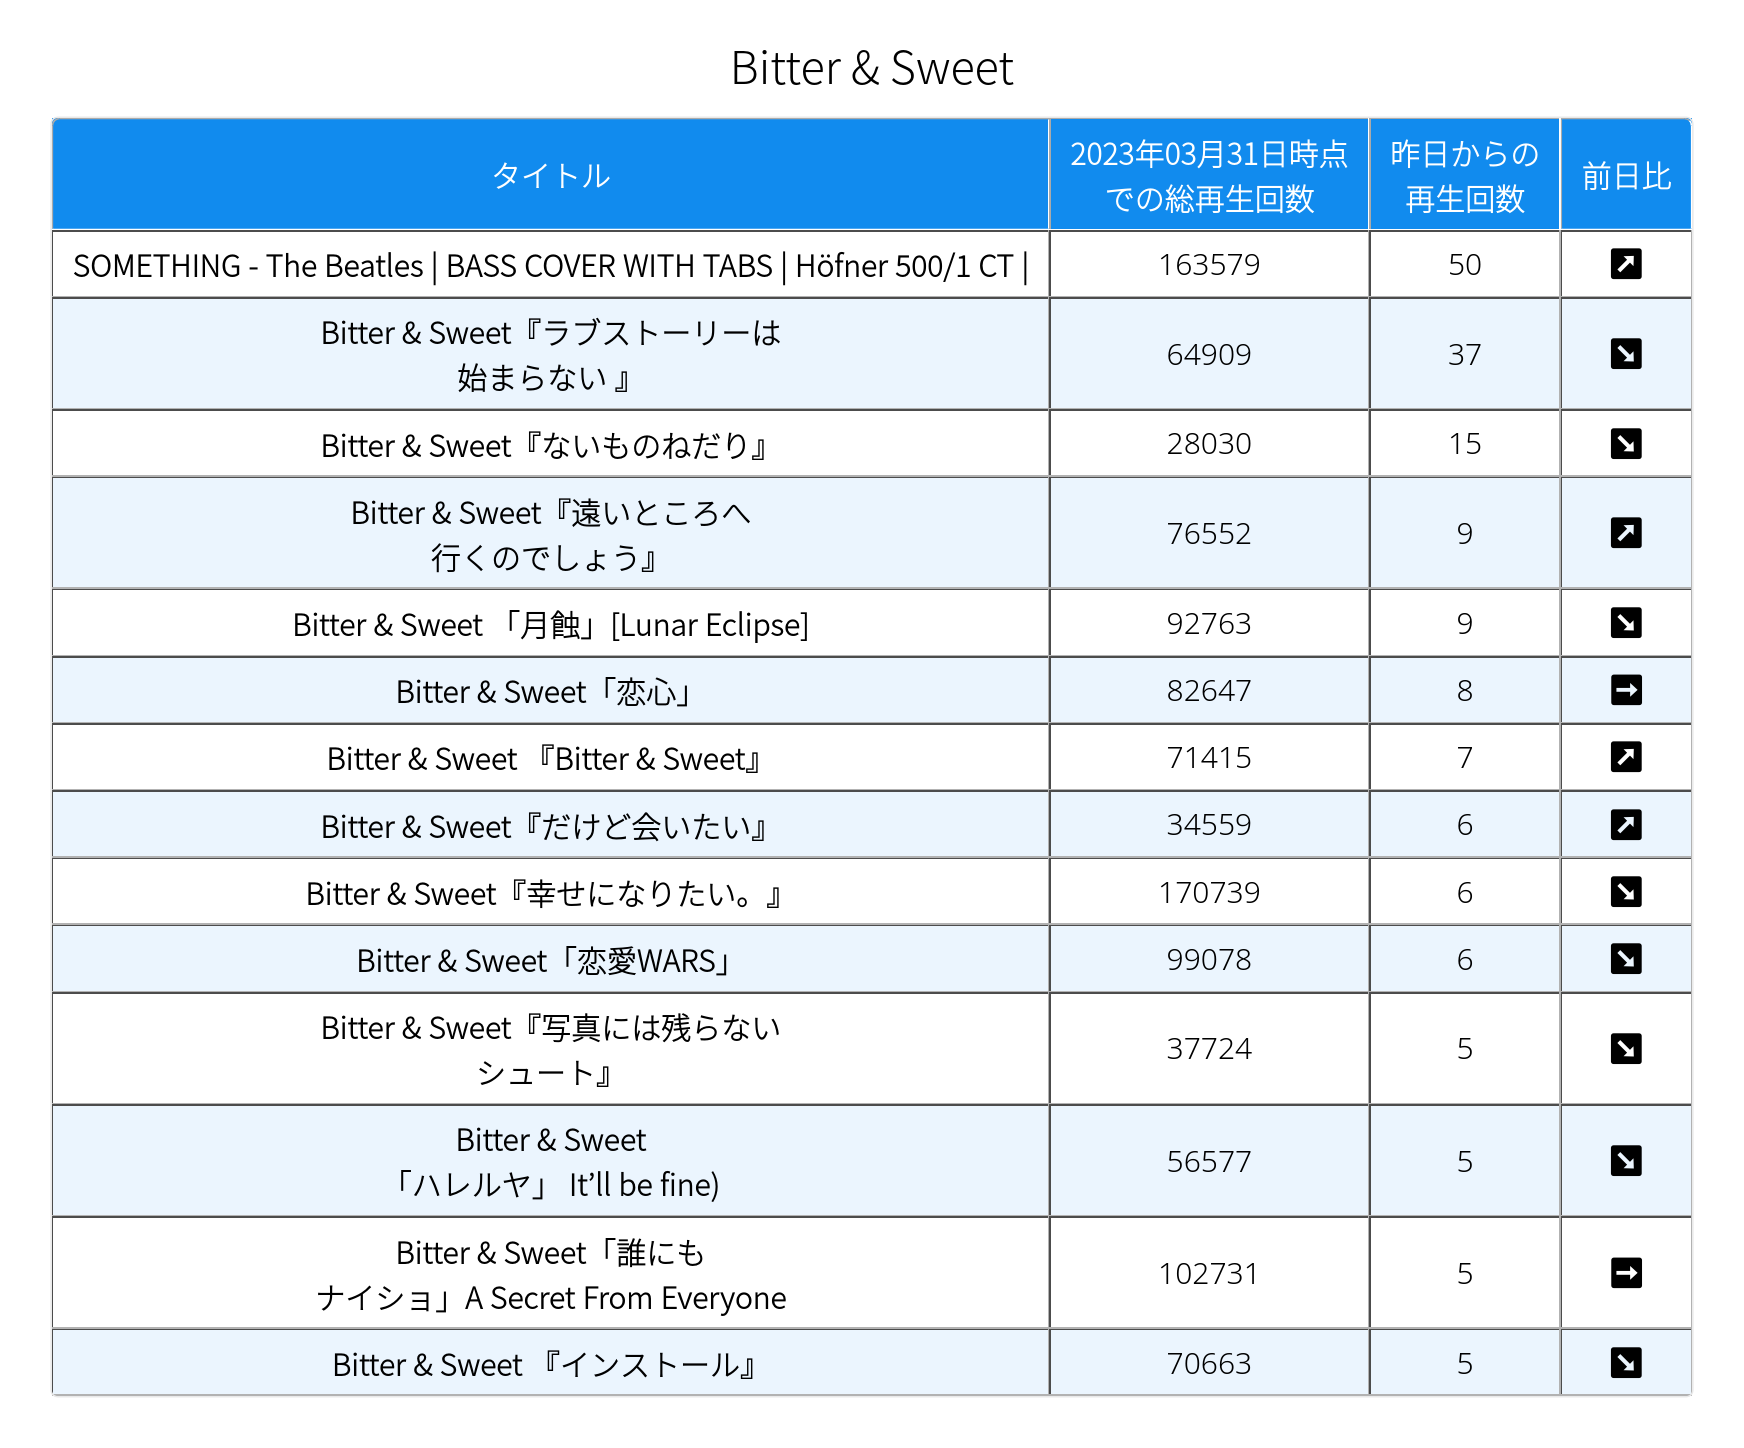 Bitter & Sweet
タイトル
2023年03月31日時点
での総再生回数
昨日からの
再生回数
前日比
SOMETHING - The Beatles | BASS COVER WITH TABS | Höfner 500/1 CT |
163579
50
Bitter & Sweet『ラブストーリーは
始まらない 』
64909
37
Bitter & Sweet『ないものねだり』
28030
15
Bitter & Sweet『遠いところへ
行くのでしょう』
76552
9
Bitter & Sweet 「月蝕」[Lunar Eclipse]
92763
9
Bitter & Sweet「恋心」
82647
8
Bitter & Sweet 『Bitter & Sweet』
71415
7
Bitter & Sweet『だけど会いたい』
34559
6
Bitter & Sweet『幸せになりたい。』
170739
6
Bitter & Sweet「恋愛WARS」
99078
6
Bitter & Sweet『写真には残らない
シュート』
37724
5
Bitter & Sweet
「ハレルヤ」 It’ll be fine)
56577
5
Bitter & Sweet「誰にも
ナイショ」A Secret From Everyone
102731
5
Bitter & Sweet 『インストール』
70663
5